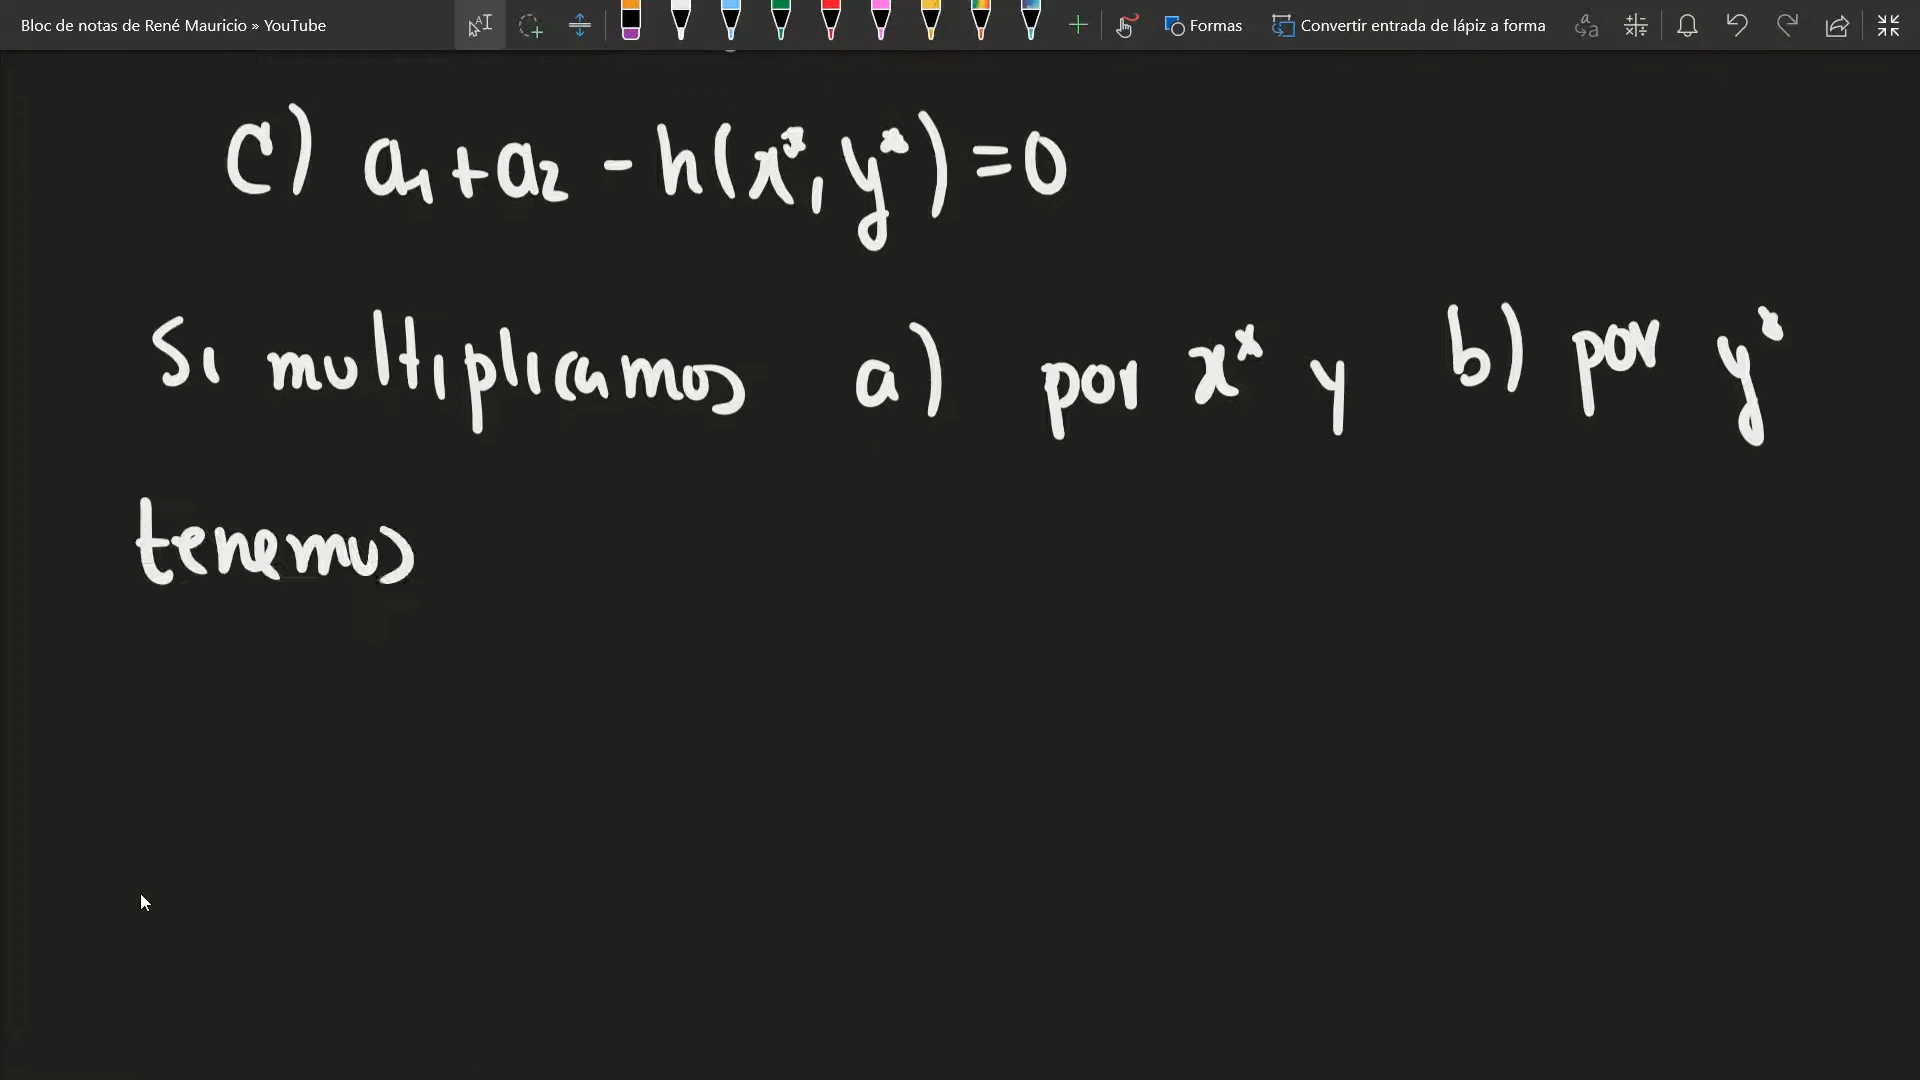 Bloc de notas de René Mauricio » YouTube
Formas
Convertir entrada de lápiz a forma
c) a₁+a₂ - h(x*, y*) = 0
Si multiplicamos a) por x* y b) por y*
tenemos